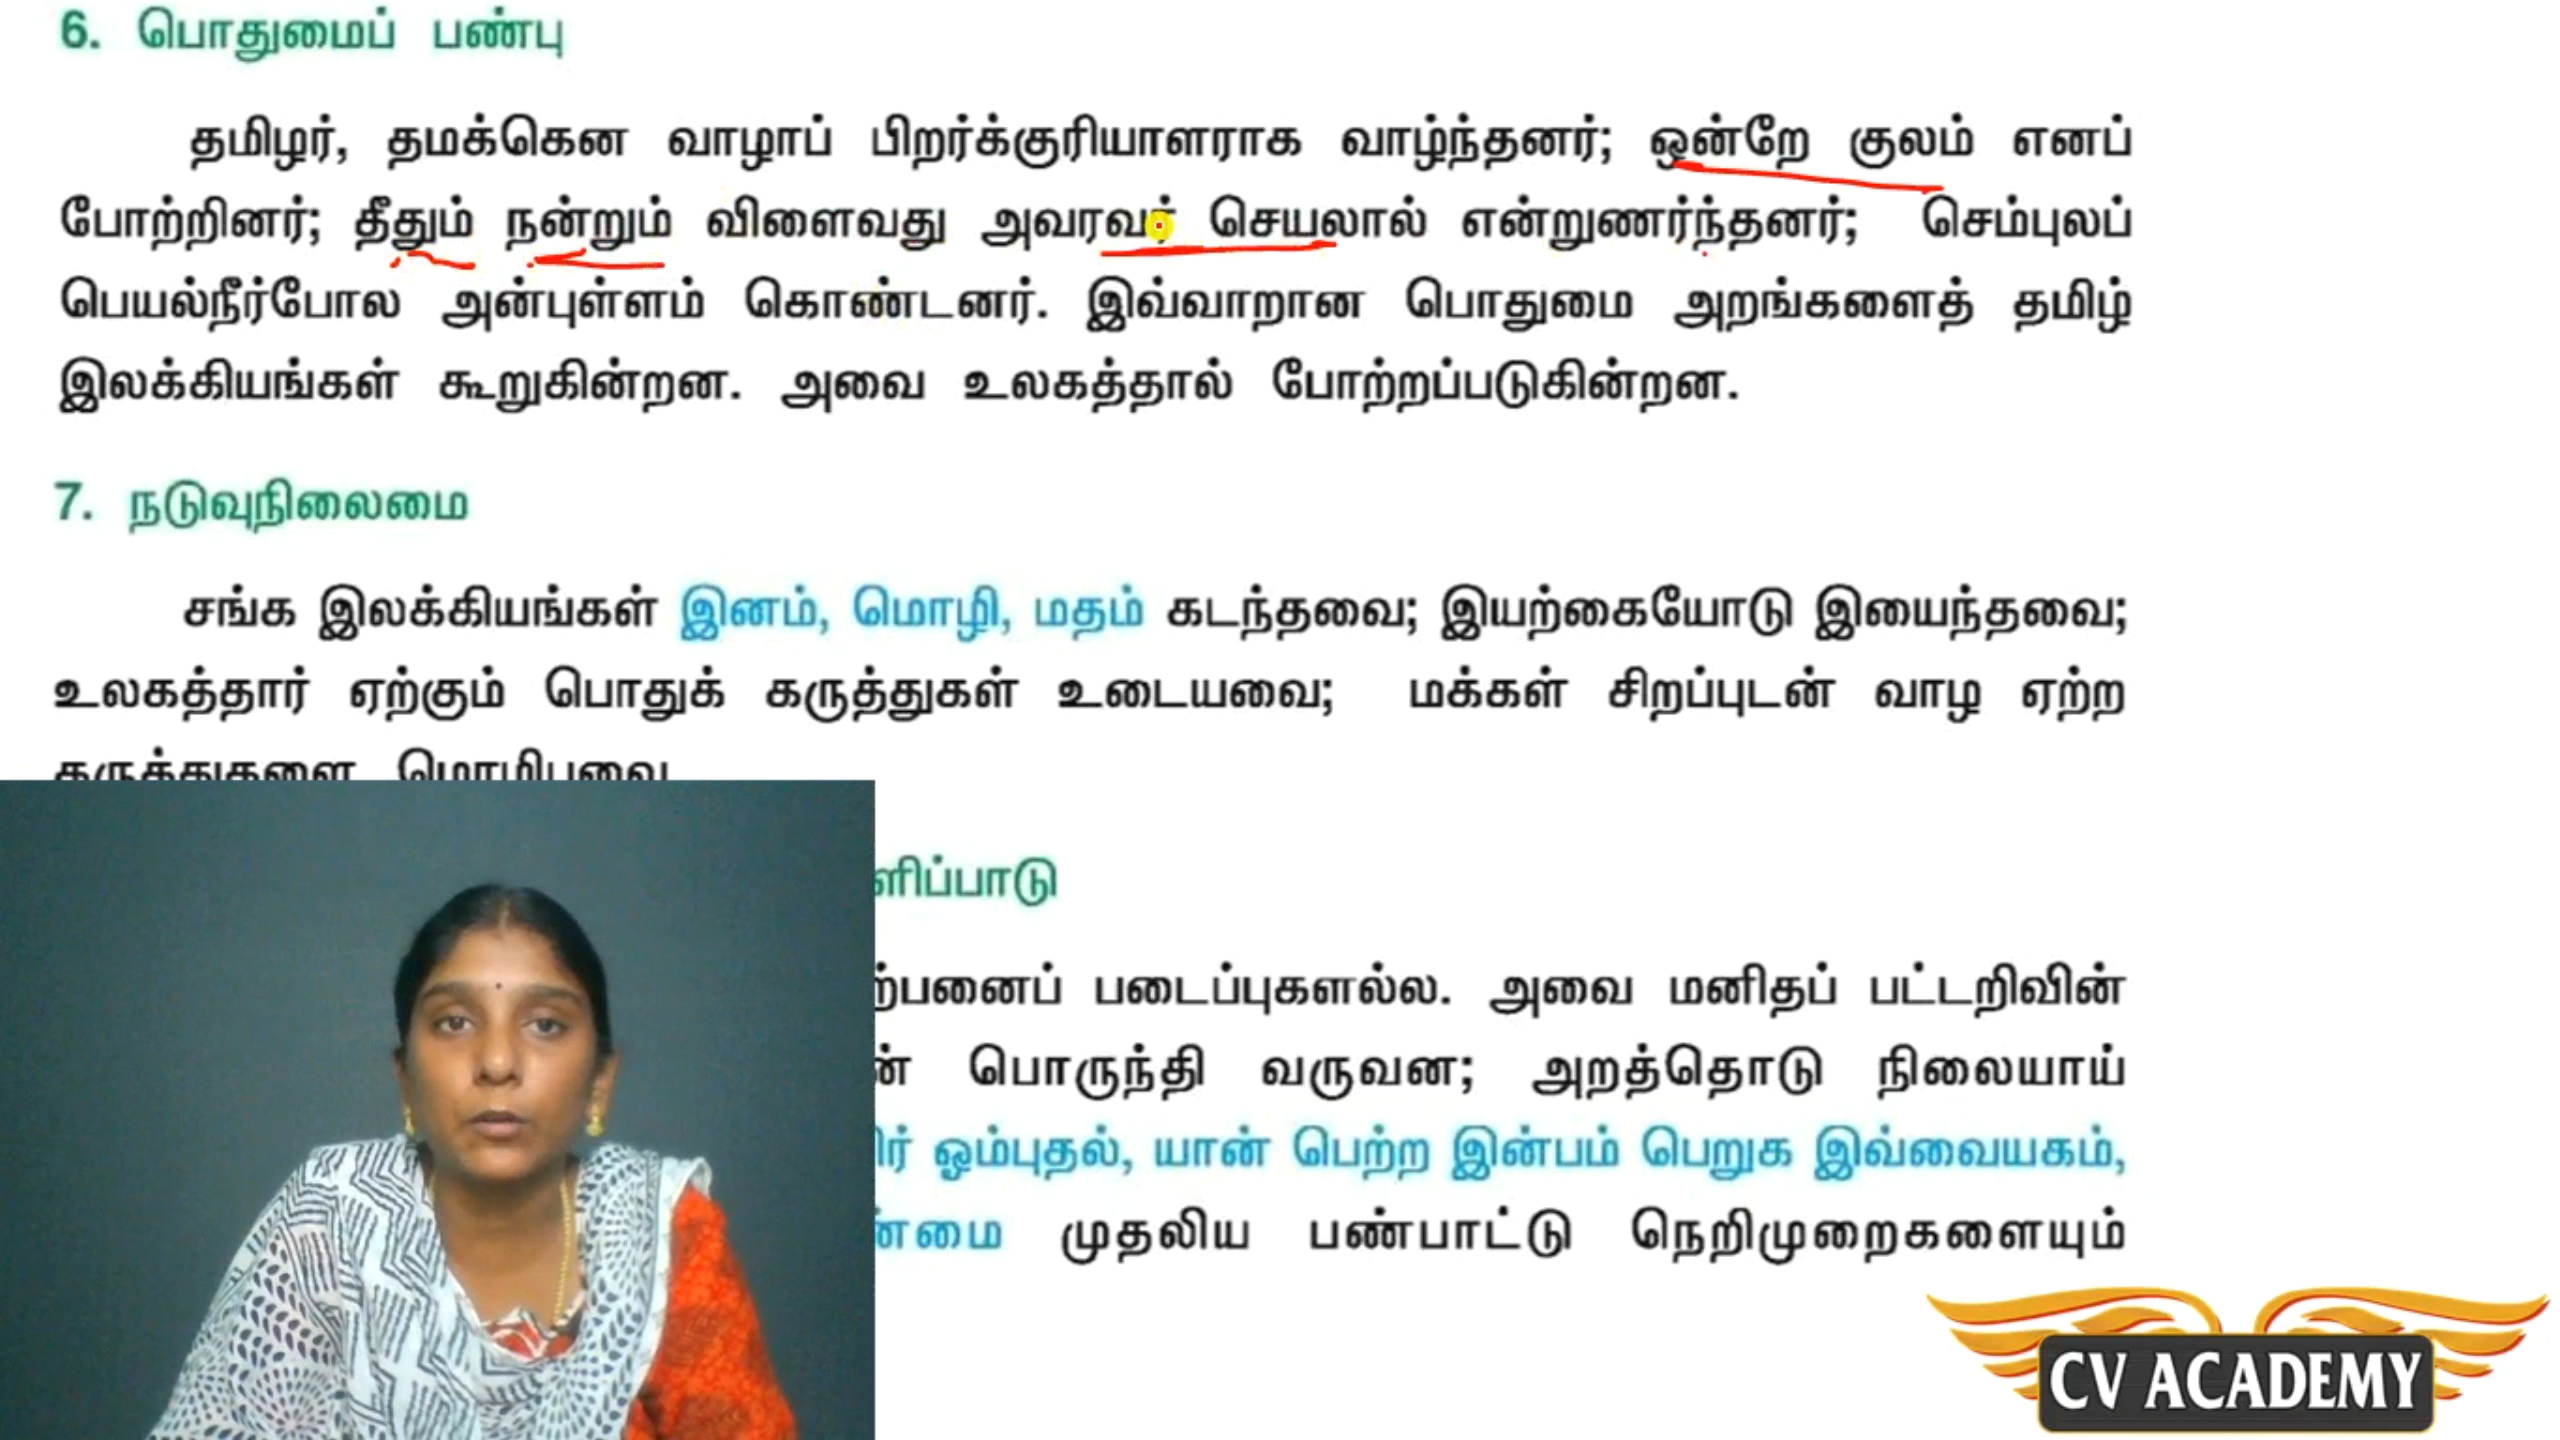 6. பொதுமைப் பண்பு
தமிழர், தமக்கென வாழாப் பிறர்க்குரியாளராக வாழ்ந்தனர்; ஒன்றே குலம் எனப்
போற்றினர்; தீதும் நன்றும் விளைவது அவரவர் செயலால் என்றுணர்ந்தனர்; செம்புலப்
பெயல்நீர்போல அன்புள்ளம் கொண்டனர். இவ்வாறான பொதுமை அறங்களைத் தமிழ்
இலக்கியங்கள் கூறுகின்றன. அவை உலகத்தால் போற்றப்படுகின்றன.
7. நடுவுநிலைமை
சங்க இலக்கியங்கள் இனம், மொழி, மதம் கடந்தவை; இயற்கையோடு இயைந்தவை;
உலகத்தார் ஏற்கும் பொதுக் கருத்துகள் உடையவை; மக்கள் சிறப்புடன் வாழ ஏற்ற
கருத்துகளை மொழிபவை
ளிப்பாடு
ற்பனைப் படைப்புகளல்ல. அவை மனிதப் பட்டறிவின்
ன் பொருந்தி வருவன; அறத்தொடு நிலையாய்
ஓம்புதல், யான் பெற்ற இன்பம் பெறுக இவ்வையகம்,
ண்மை முதலிய பண்பாட்டு நெறிமுறைகளையும்
CV ACADEMY